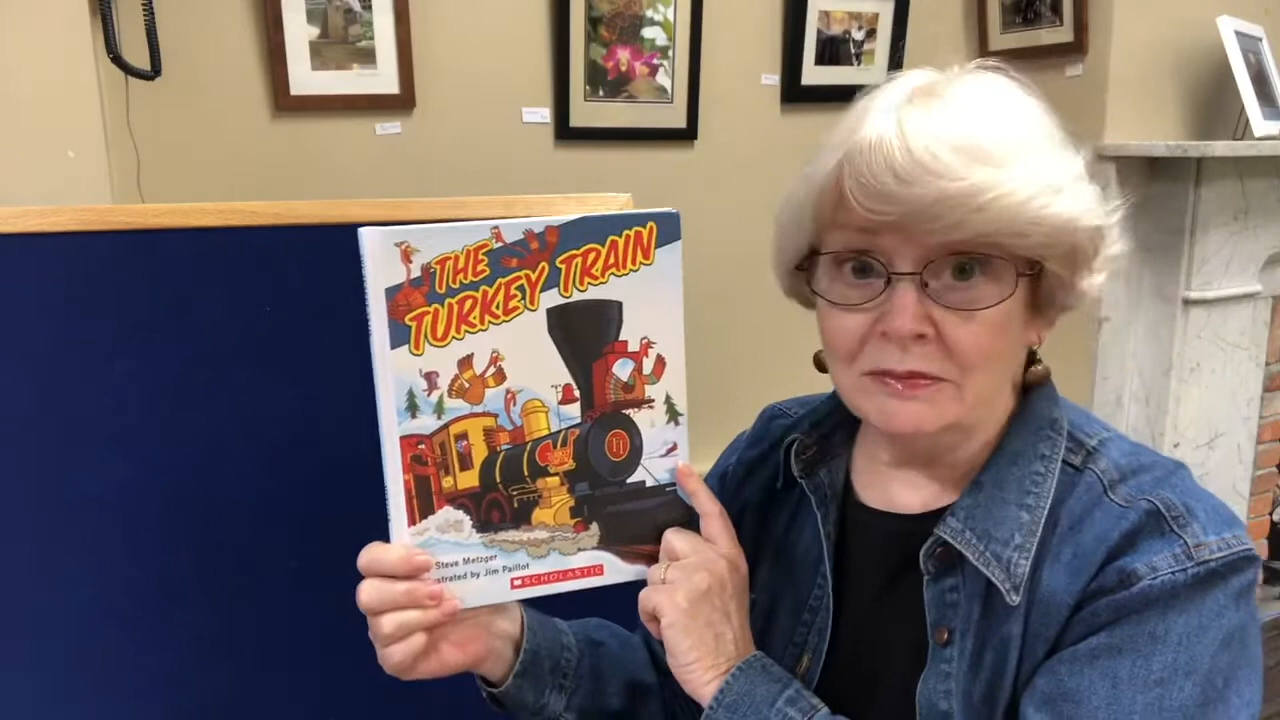 THE
TURKEY TRAIN
Steve Metzger
strated by Jim Paillot
SCHOLASTIC